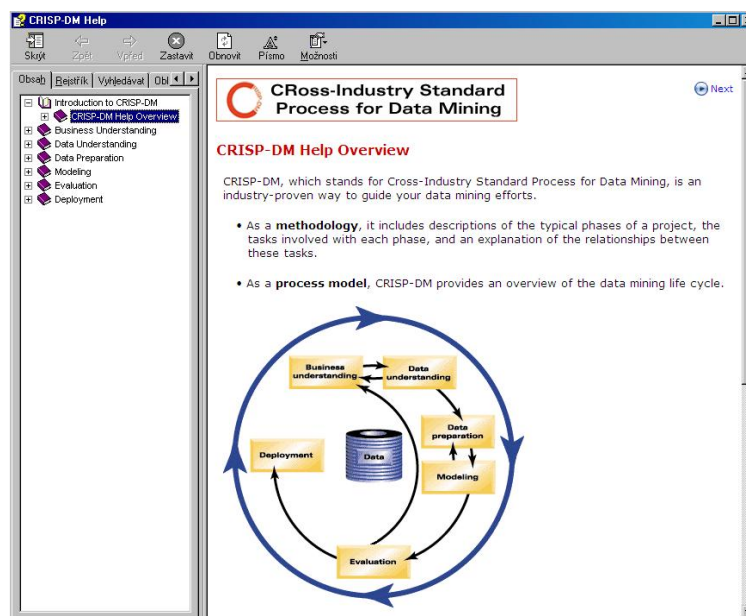 CRISP-DM Help
Skrýt Zpět Vpřed Zastavit Obnovit Písmo Možnosti
Obsah Rejstřík Vyhledávat Obl
Introduction to CRISP-DM
CRISP-DM Help Overview
Business Understanding
Data Understanding
Data Preparation
Modeling
Evaluation
Deployment
CRoss-Industry Standard
Process for Data Mining
Next
CRISP-DM Help Overview
CRISP-DM, which stands for Cross-Industry Standard Process for Data Mining, is an
industry-proven way to guide your data mining efforts.
• As a methodology, it includes descriptions of the typical phases of a project, the
tasks involved with each phase, and an explanation of the relationships between
these tasks.
• As a process model, CRISP-DM provides an overview of the data mining life cycle.
Business
understanding
Data
understanding
Data
preparation
Modeling
Deployment
Data
Evaluation